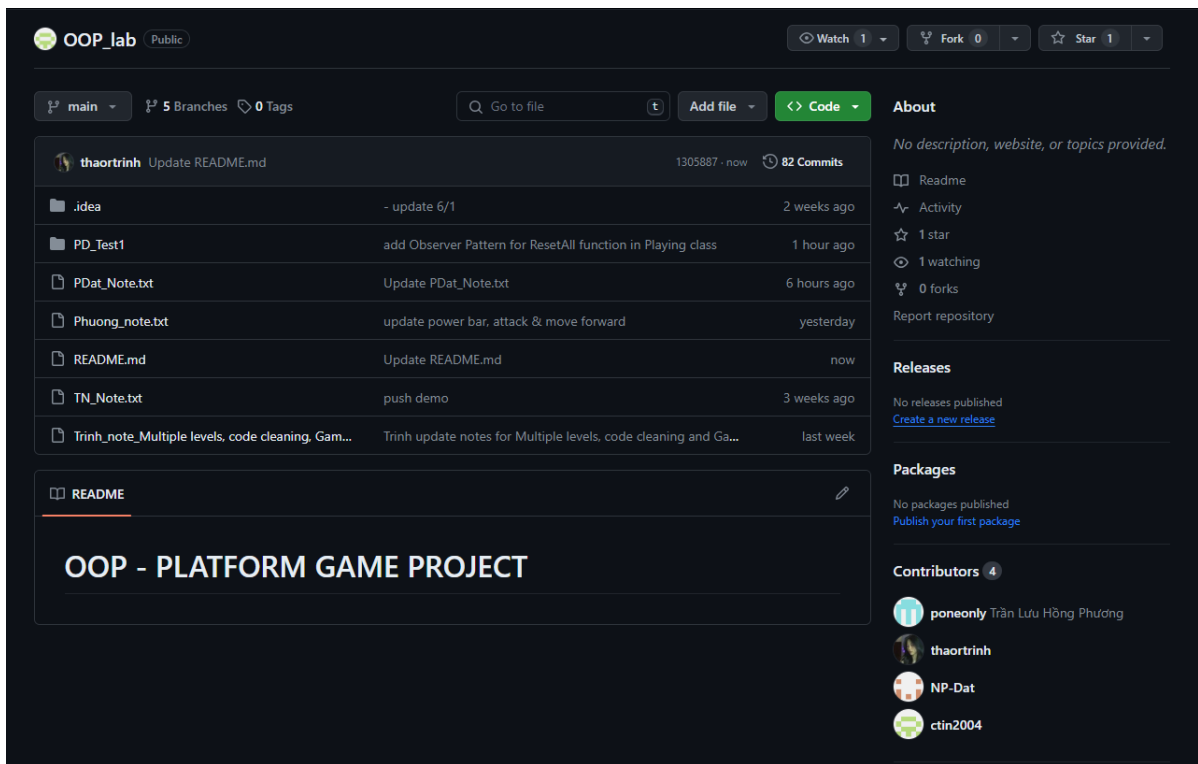 OOP_lab Public
Watch 1 Fork 0 Star 1
main 5 Branches 0 Tags
Go to file t Add file <> Code
thaortrinh Update README.md 1305887 · now 82 Commits
.idea - update 6/1 2 weeks ago
PD_Test1 add Observer Pattern for ResetAll function in Playing class 1 hour ago
PDat_Note.txt Update PDat_Note.txt 6 hours ago
Phuong_note.txt update power bar, attack & move forward yesterday
README.md Update README.md now
TN_Note.txt push demo 3 weeks ago
Trinh_note_Multiple levels, code cleaning, Gam... Trinh update notes for Multiple levels, code cleaning and Ga... last week
README
OOP - PLATFORM GAME PROJECT
About
No description, website, or topics provided.
Readme
Activity
1 star
1 watching
0 forks
Report repository
Releases
No releases published
Create a new release
Packages
No packages published
Publish your first package
Contributors 4
poneonly Trần Lưu Hồng Phương
thaortrinh
NP-Dat
ctin2004